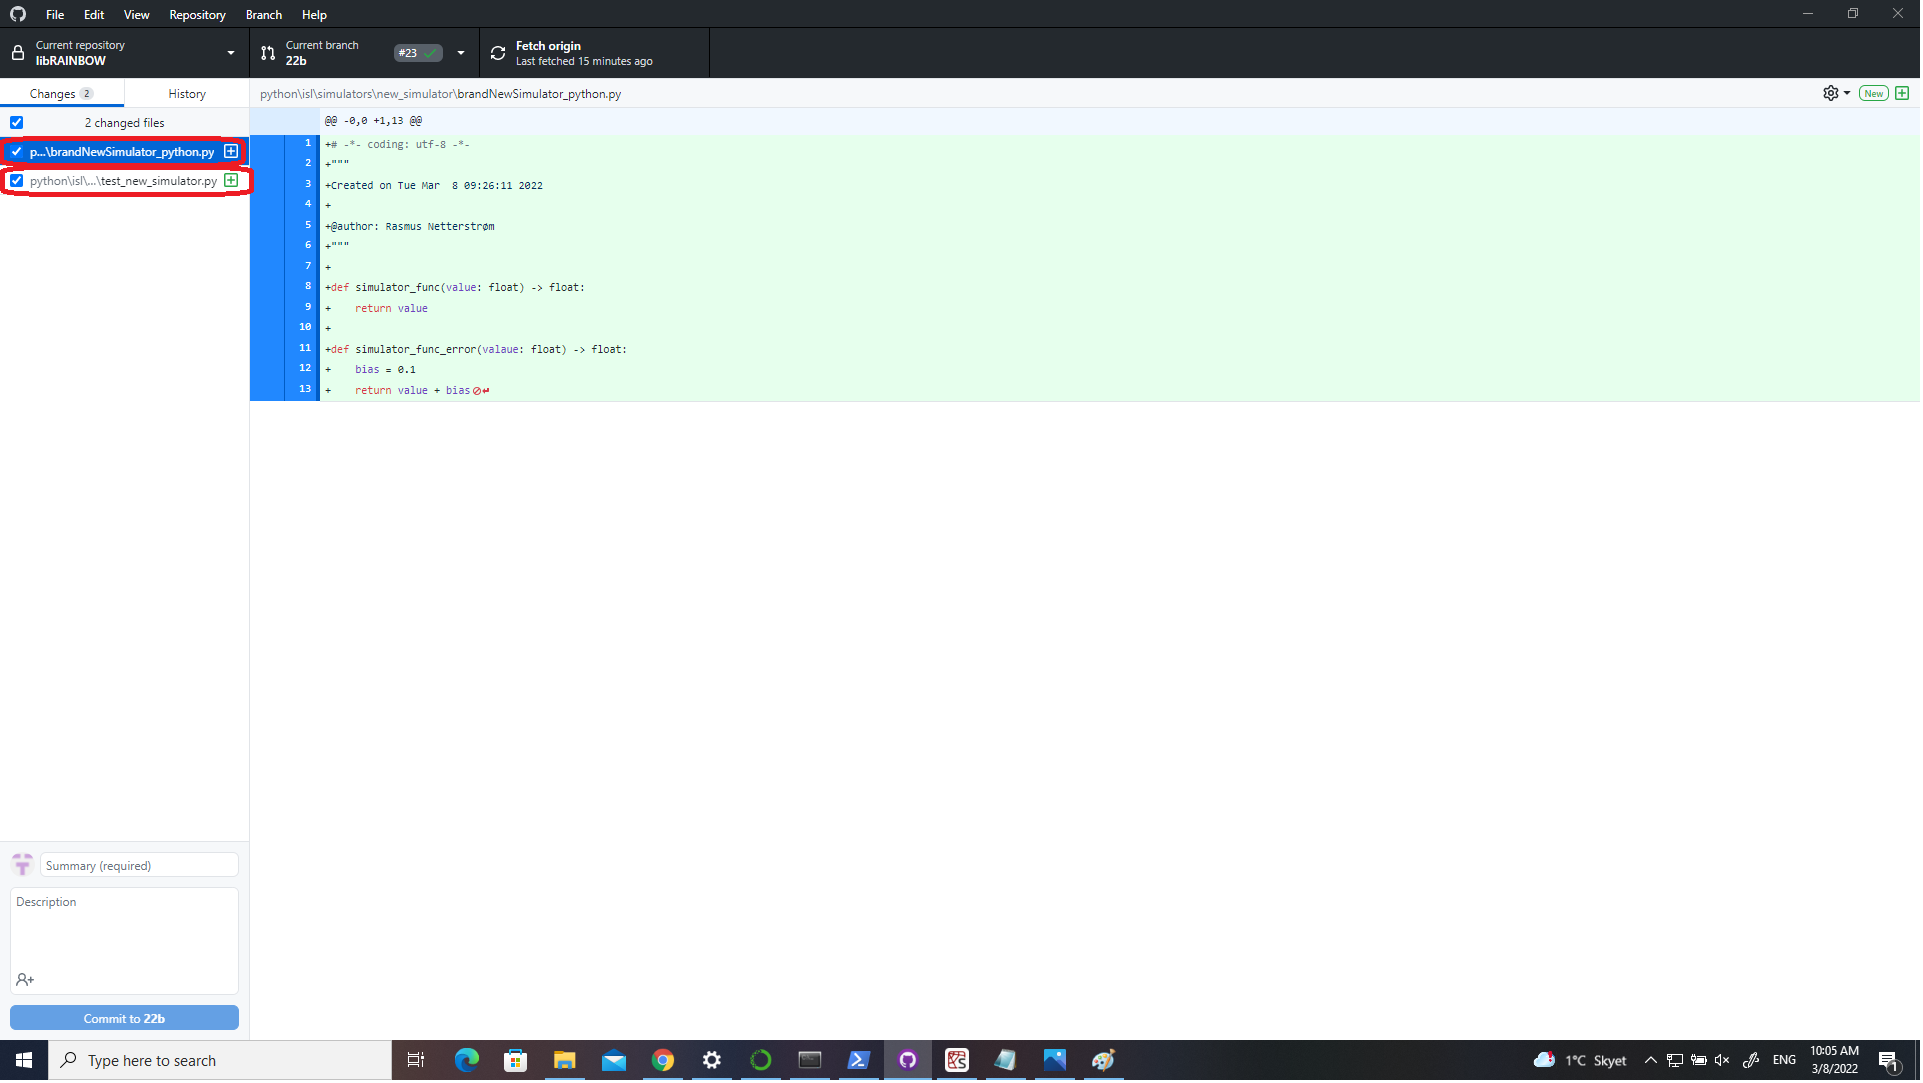 File Edit View Repository Branch Help
Current repository
libRAINBOW
Current branch
22b
#23
Fetch origin
Last fetched 15 minutes ago
Changes 2
History
python\isl\simulators\new_simulator\brandNewSimulator_python.py
New
2 changed files
p...\brandNewSimulator_python.py
python\isl\...\test_new_simulator.py
@@ -0,0 +1,13 @@
1 +# -*- coding: utf-8 -*-
2 +"""
3 +Created on Tue Mar  8 09:26:11 2022
4 +
5 +@author: Rasmus Netterstrøm
6 +"""
7 +
8 +def simulator_func(value: float) -> float:
9 +    return value
10 +
11 +def simulator_func_error(valaue: float) -> float:
12 +    bias = 0.1
13 +    return value + bias
Summary (required)
Description
Commit to 22b
Type here to search
1°C Skyet
ENG
10:05 AM
3/8/2022
1